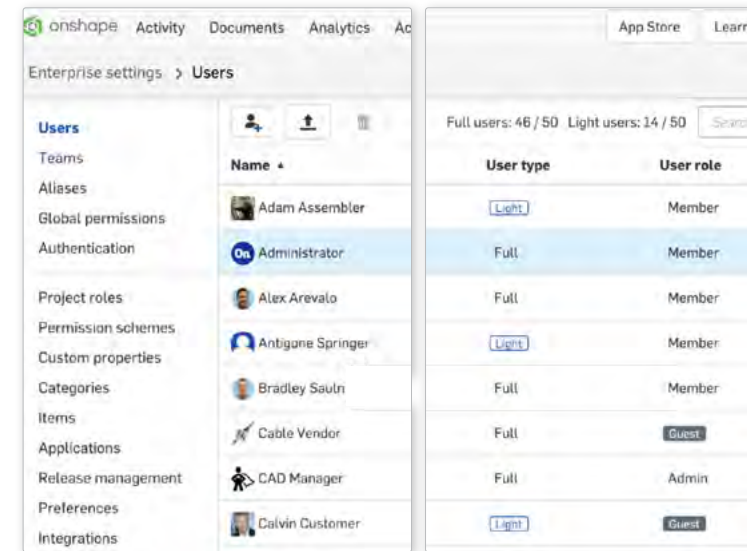 onshape Activity Documents Analytics Ac
App Store Learn
Enterprise settings > Users
Full users: 46 / 50 Light users: 14 / 50 Search
Users
Teams
Aliases
Global permissions
Authentication
Project roles
Permission schemes
Custom properties
Categories
Items
Applications
Release management
Preferences
Integrations
Name User type User role
Adam Assembler Light Member
On Administrator Full Member
Alex Arevalo Full Member
Antigone Springer Light Member
Bradley Sauln Full Member
Cable Vendor Full Guest
CAD Manager Full Admin
Calvin Customer Light Guest